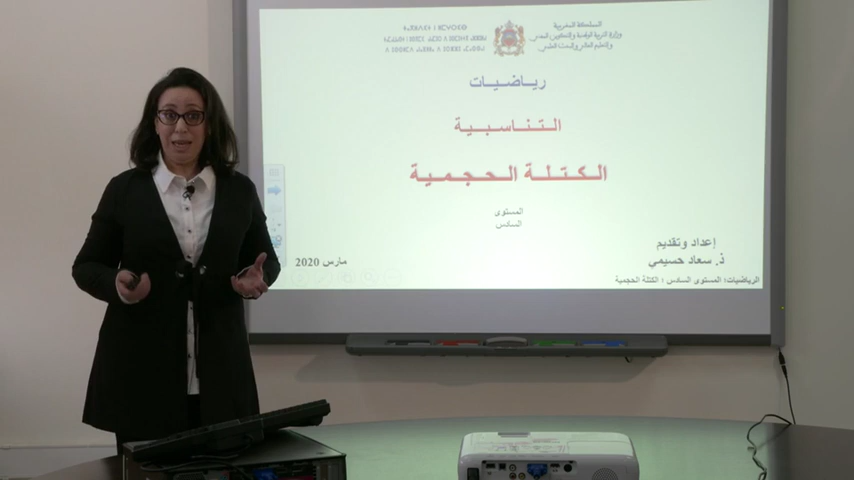 المملكة المغربية
وزارة التربية الوطنية والتكوين المهني
والتعليم العالي والبحث العلمي
رياضيات
التناسبية
الكتلة الحجمية
المستوى
السادس
إعداد وتقديم
ذ. سعاد حسيمي
مارس 2020
الرياضيات: المستوى السادس : الكتلة الحجمية